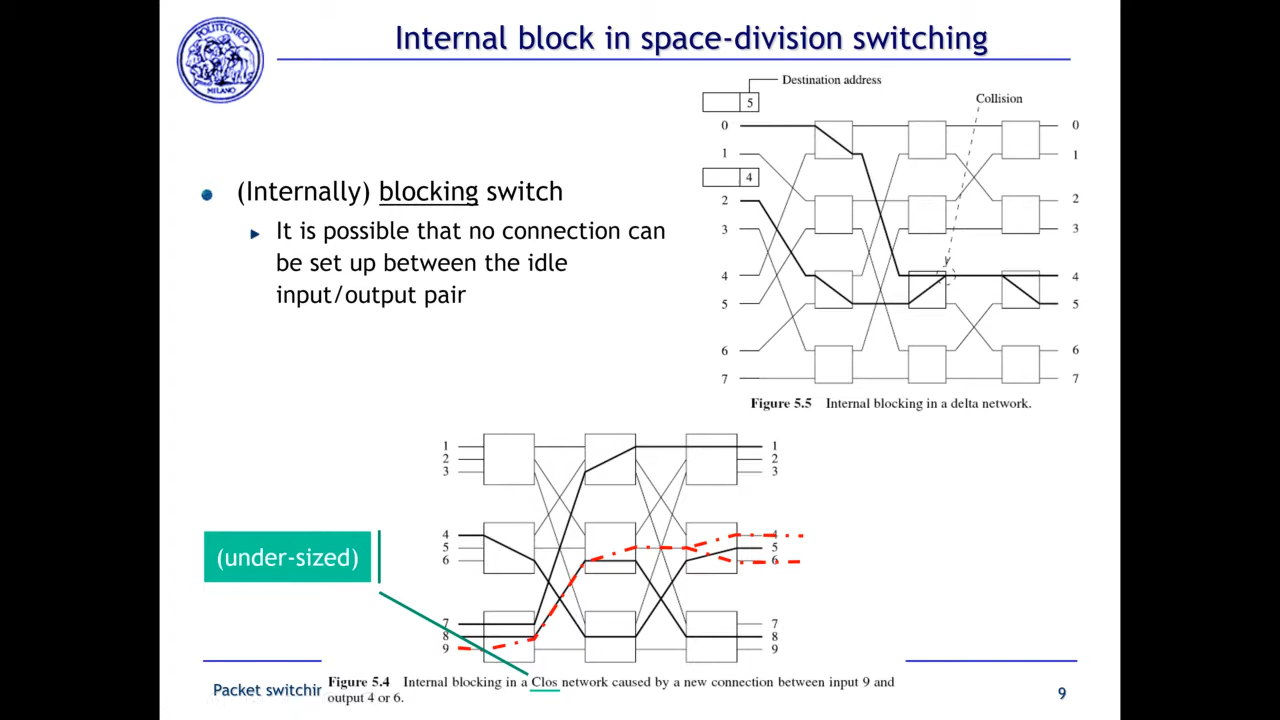 Internal block in space-division switching
POLITECNICO
MILANO
(Internally) blocking switch
It is possible that no connection can
be set up between the idle
input/output pair
Destination address
Collision
5
4
0
1
2
3
4
5
6
7
0
1
2
3
4
5
6
7
Figure 5.5 Internal blocking in a delta network.
(under-sized)
1
2
3
4
5
6
7
8
9
1
2
3
4
5
6
7
8
9
Figure 5.4 Internal blocking in a Clos network caused by a new connection between input 9 and
output 4 or 6.
Packet switchin
9